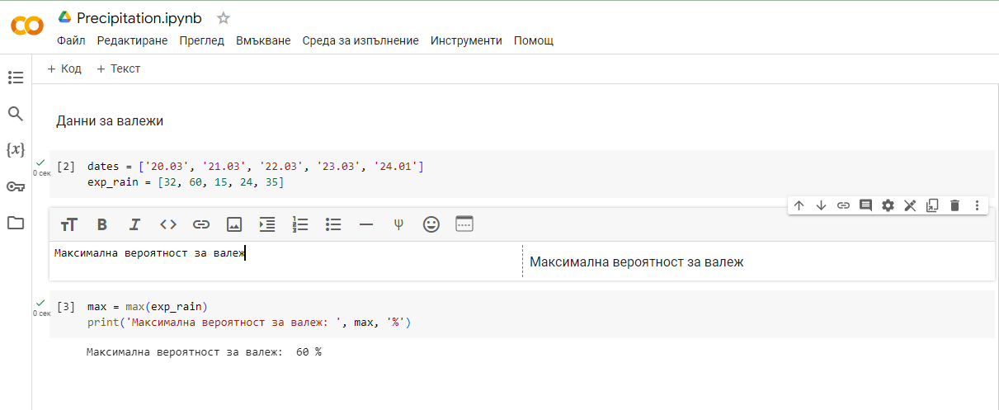 Precipitation.ipynb
Файл Редактиране Преглед Вмъкване Среда за изпълнение Инструменти Помощ
+ Код + Текст
{x}
Данни за валежи
0 сек
[2] dates = ['20.03', '21.03', '22.03', '23.03', '24.01']
exp_rain = [32, 60, 15, 24, 35]
тT B I <> Ψ
Максимална вероятност за валеж
Максимална вероятност за валеж
0 сек
[3] max = max(exp_rain)
print('Максимална вероятност за валеж: ', max, '%')
Максимална вероятност за валеж:  60 %